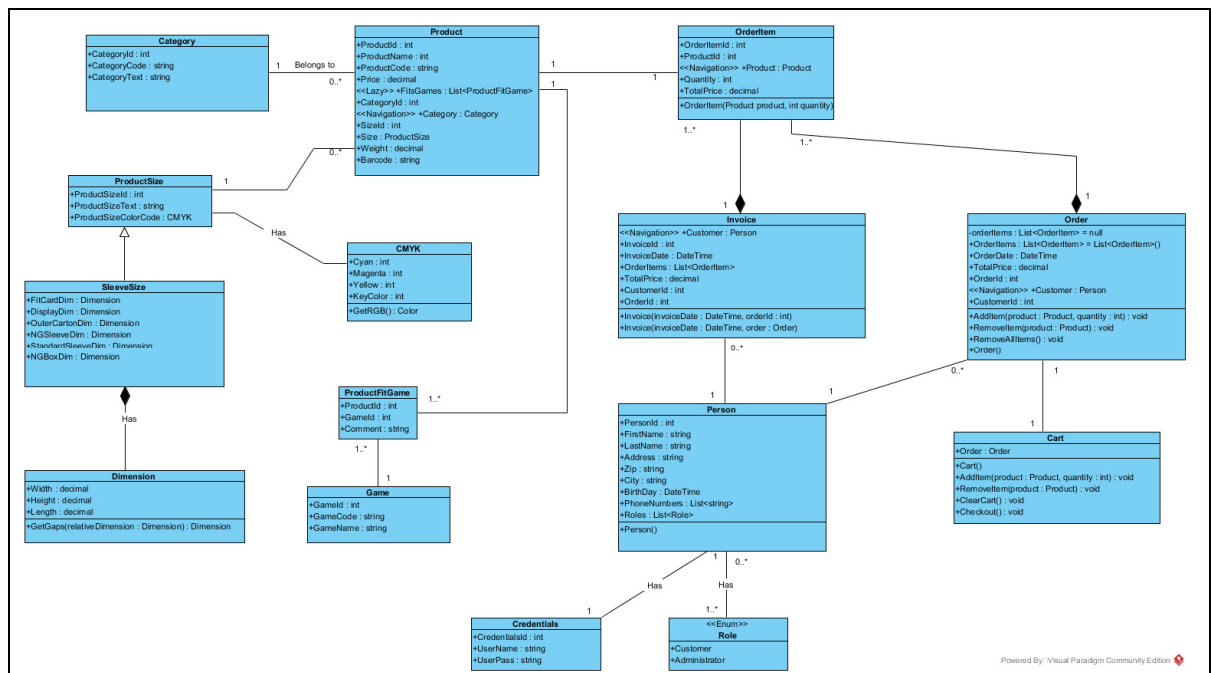 Category
+CategoryId : int
+CategoryCode : string
+CategoryText : string
1
Belongs to
0..*
Product
+ProductId : int
+ProductName : int
+ProductCode : string
+Price : decimal
<<Lazy>> +FitsGames : List<ProductFitGame>
+CategoryId : int
<<Navigation>> +Category : Category
+SizeId : int
+Size : ProductSize
+Weight : decimal
+Barcode : string
1
1
1
0..*
OrderItem
+OrderItemId : int
+ProductId : int
<<Navigation>> +Product : Product
+Quantity : int
+TotalPrice : decimal
+OrderItem(Product product, int quantity)
1..*
1..*
1
1
ProductSize
+ProductSizeId : int
+ProductSizeText : string
+ProductSizeColorCode : CMYK
1
Has
CMYK
+Cyan : int
+Magenta : int
+Yellow : int
+KeyColor : int
+GetRGB() : Color
Invoice
<<Navigation>> +Customer : Person
+InvoiceId : int
+InvoiceDate : DateTime
+OrderItems : List<OrderItem>
+TotalPrice : decimal
+CustomerId : int
+OrderId : int
+Invoice(invoiceDate : DateTime, orderId : int)
+Invoice(invoiceDate : DateTime, order : Order)
0..*
1
Order
-orderItems : List<OrderItem> = null
+OrderItems : List<OrderItem> = List<OrderItem>()
+OrderDate : DateTime
+TotalPrice : decimal
+OrderId : int
<<Navigation>> +Customer : Person
+CustomerId : int
+AddItem(product : Product, quantity : int) : void
+RemoveItem(product : Product) : void
+RemoveAllItems() : void
+Order()
0..*
1
1
1
SleeveSize
+FitCardDim : Dimension
+DisplayDim : Dimension
+OuterCartonDim : Dimension
+NGSleeveDim : Dimension
+StandardSleeveDim : Dimension
+NGBoxDim : Dimension
Has
ProductFitGame
+ProductId : int
+GameId : int
+Comment : string
1..*
1..*
1
Person
+PersonId : int
+FirstName : string
+LastName : string
+Address : string
+Zip : string
+City : string
+BirthDay : DateTime
+PhoneNumbers : List<string>
+Roles : List<Role>
+Person()
Cart
+Order : Order
+Cart()
+AddItem(product : Product, quantity : int) : void
+RemoveItem(product : Product) : void
+ClearCart() : void
+Checkout() : void
Dimension
+Width : decimal
+Height : decimal
+Length : decimal
+GetGaps(relativeDimension : Dimension) : Dimension
Game
+GameId : int
+GameCode : string
+GameName : string
1
0..*
Has
Has
1
1..*
Credentials
+CredentialsId : int
+UserName : string
+UserPass : string
<<Enum>>
Role
+Customer
+Administrator
Powered By Visual Paradigm Community Edition